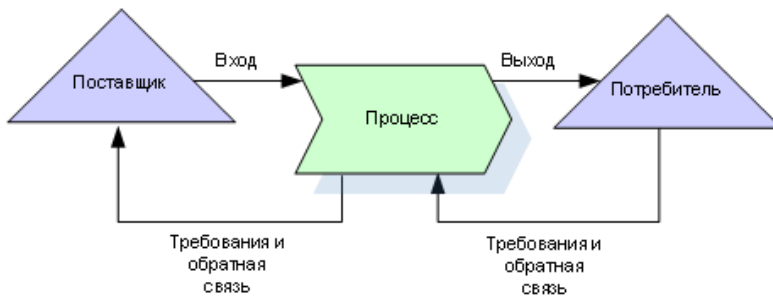 Вход
Выход
Поставщик
Процесс
Потребитель
Требования и
обратная
связь
Требования и
обратная
связь